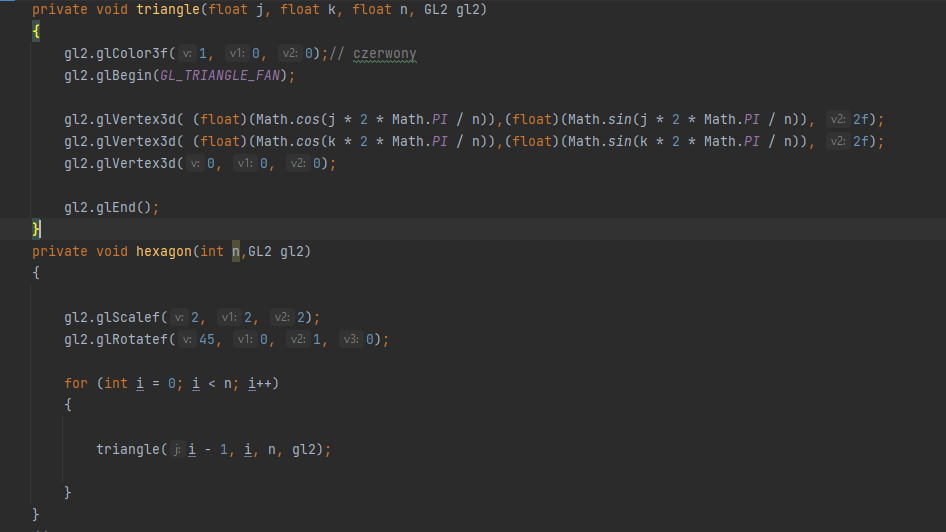 private void triangle(float j, float k, float n, GL2 gl2)
{
gl2.glColor3f( v: 1, v1: 0, v2: 0);// czerwony
gl2.glBegin(GL_TRIANGLE_FAN);
gl2.glVertex3d( (float)(Math.cos(j * 2 * Math.PI / n)),(float)(Math.sin(j * 2 * Math.PI / n)), v2: 2f);
gl2.glVertex3d( (float)(Math.cos(k * 2 * Math.PI / n)),(float)(Math.sin(k * 2 * Math.PI / n)), v2: 2f);
gl2.glVertex3d( v: 0, v1: 0, v2: 0);
gl2.glEnd();
}
private void hexagon(int n,GL2 gl2)
{
gl2.glScalef( v: 2, v1: 2, v2: 2);
gl2.glRotatef( v: 45, v1: 0, v2: 1, v3: 0);
for (int i = 0; i < n; i++)
{
triangle( j: i - 1, i, n, gl2);
}
}